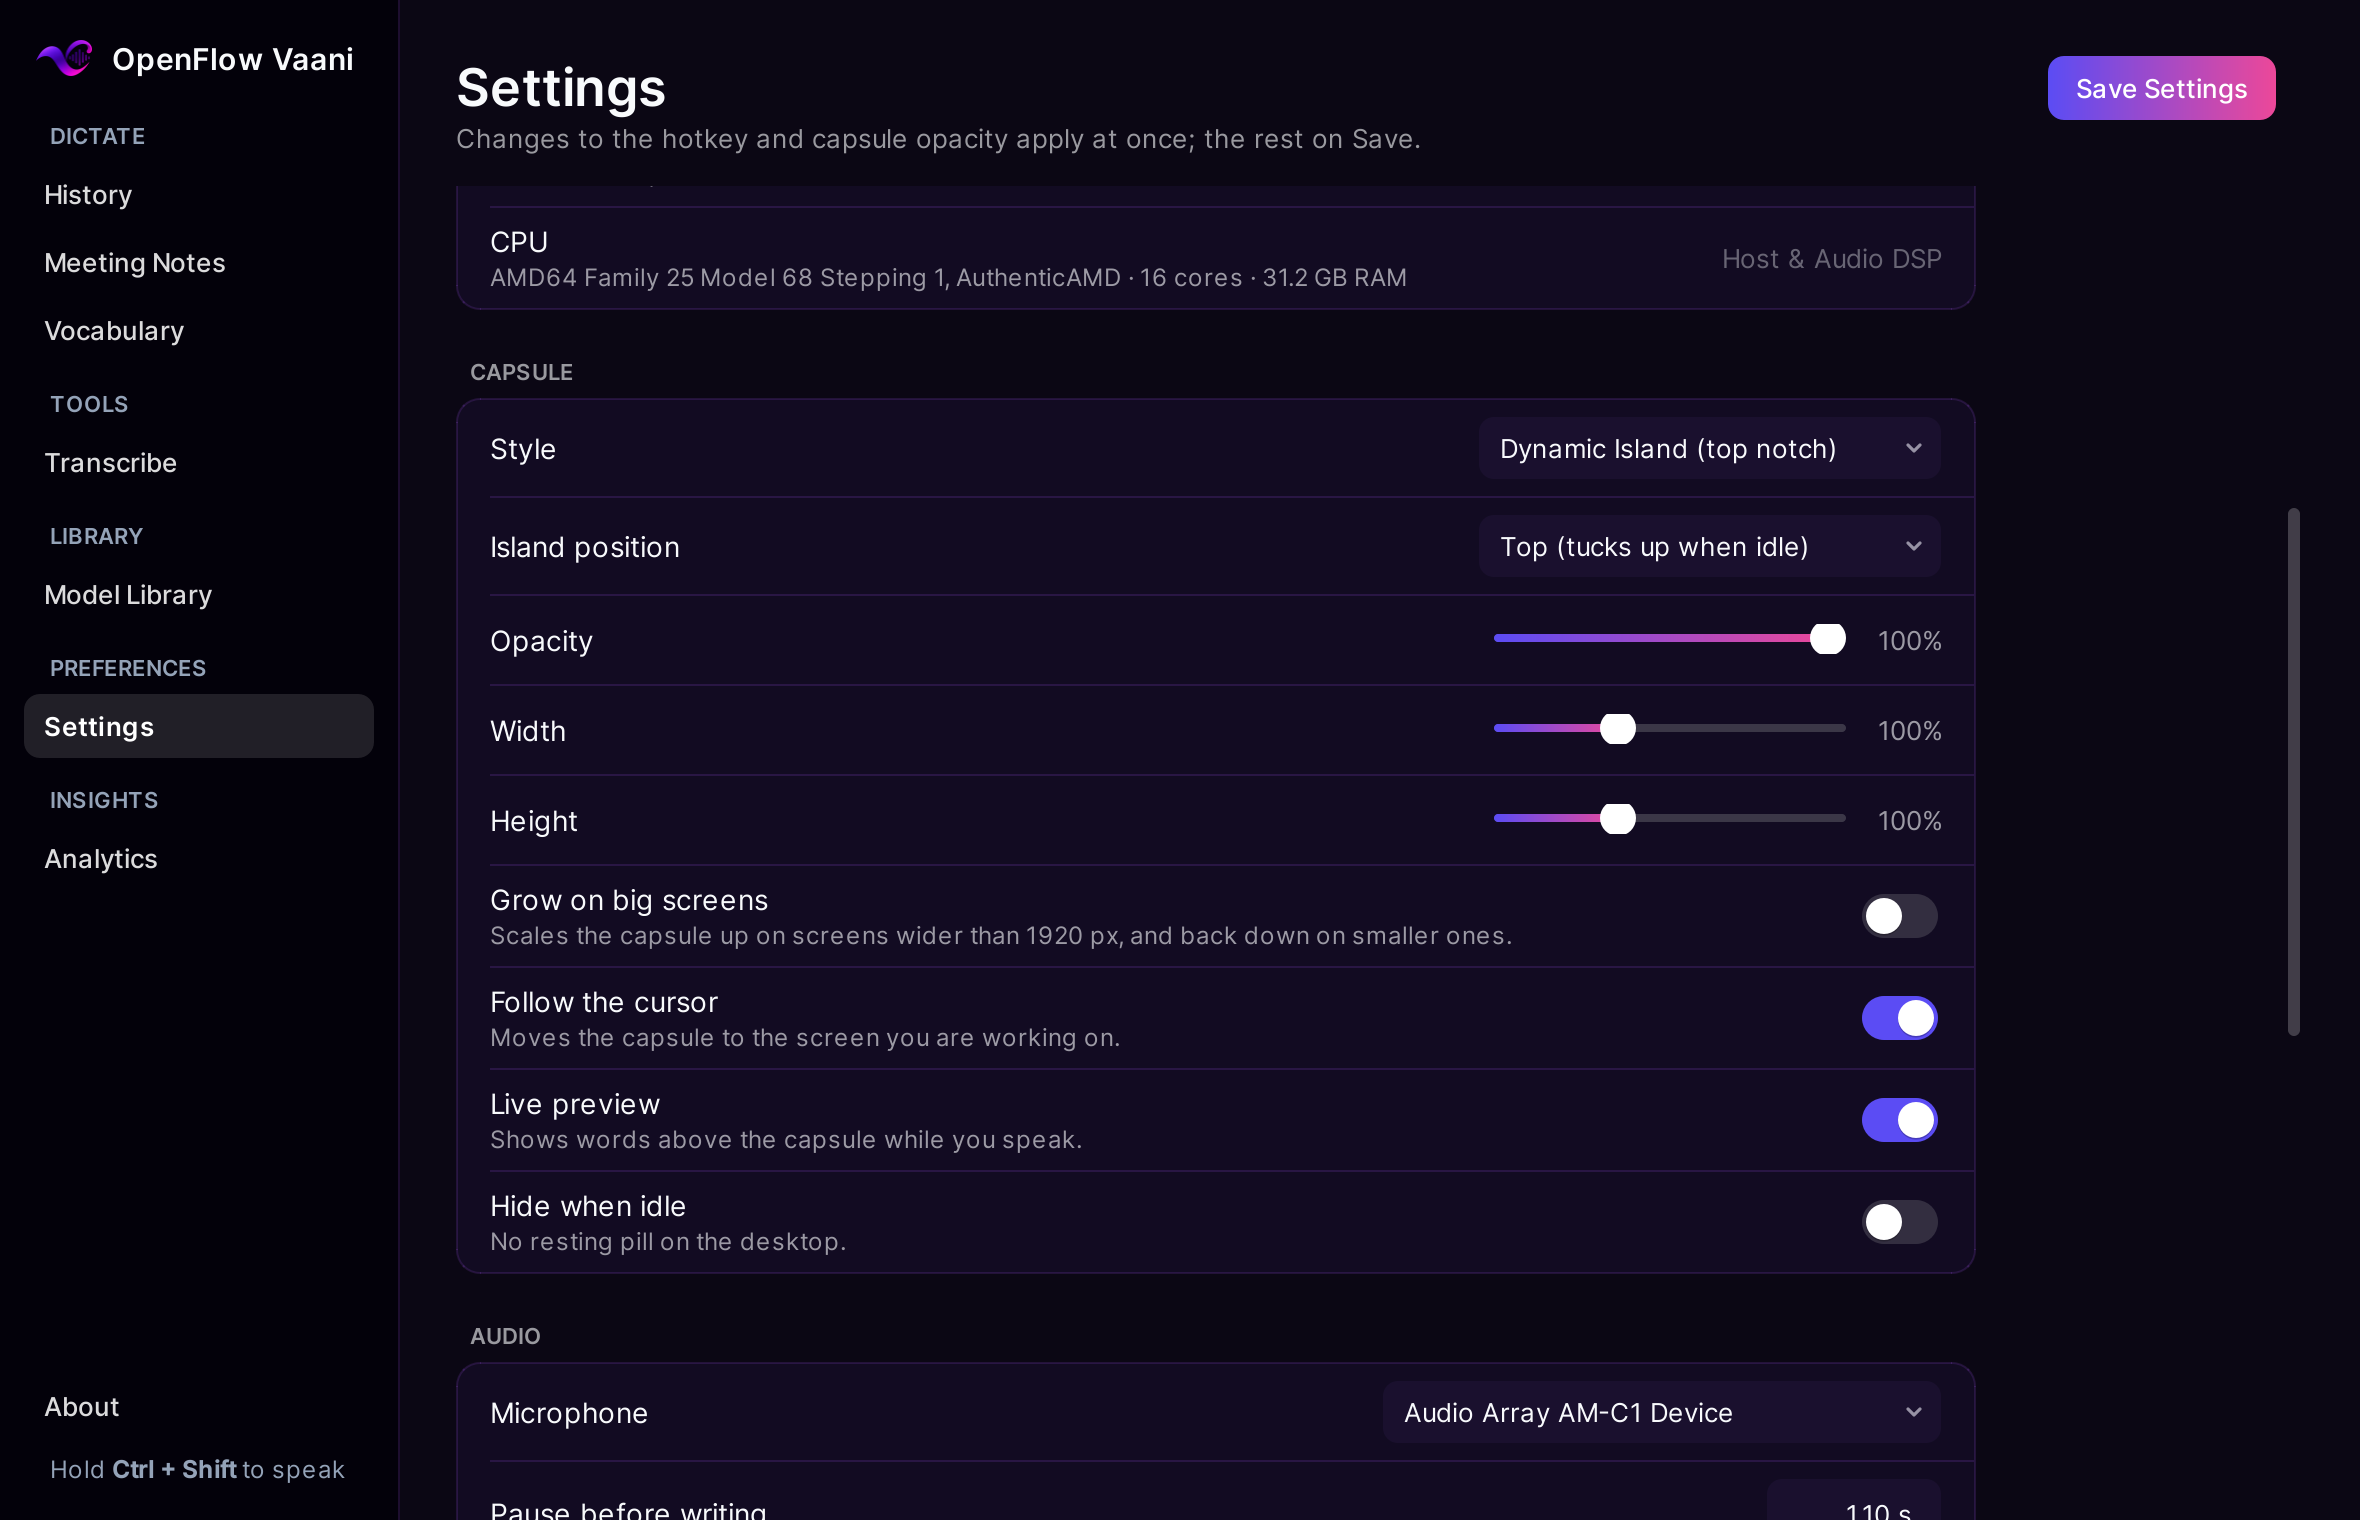 OpenFlow Vaani
DICTATE
History
Meeting Notes
Vocabulary
TOOLS
Transcribe
LIBRARY
Model Library
PREFERENCES
Settings
INSIGHTS
Analytics
About
Hold Ctrl + Shift to speak
Settings
Changes to the hotkey and capsule opacity apply at once; the rest on Save.
Save Settings
CPU
AMD64 Family 25 Model 68 Stepping 1, AuthenticAMD · 16 cores · 31.2 GB RAM
Host & Audio DSP
CAPSULE
Style
Dynamic Island (top notch)
Island position
Top (tucks up when idle)
Opacity
100%
Width
100%
Height
100%
Grow on big screens
Scales the capsule up on screens wider than 1920 px, and back down on smaller ones.
Follow the cursor
Moves the capsule to the screen you are working on.
Live preview
Shows words above the capsule while you speak.
Hide when idle
No resting pill on the desktop.
AUDIO
Microphone
Audio Array AM-C1 Device
Pause before writing